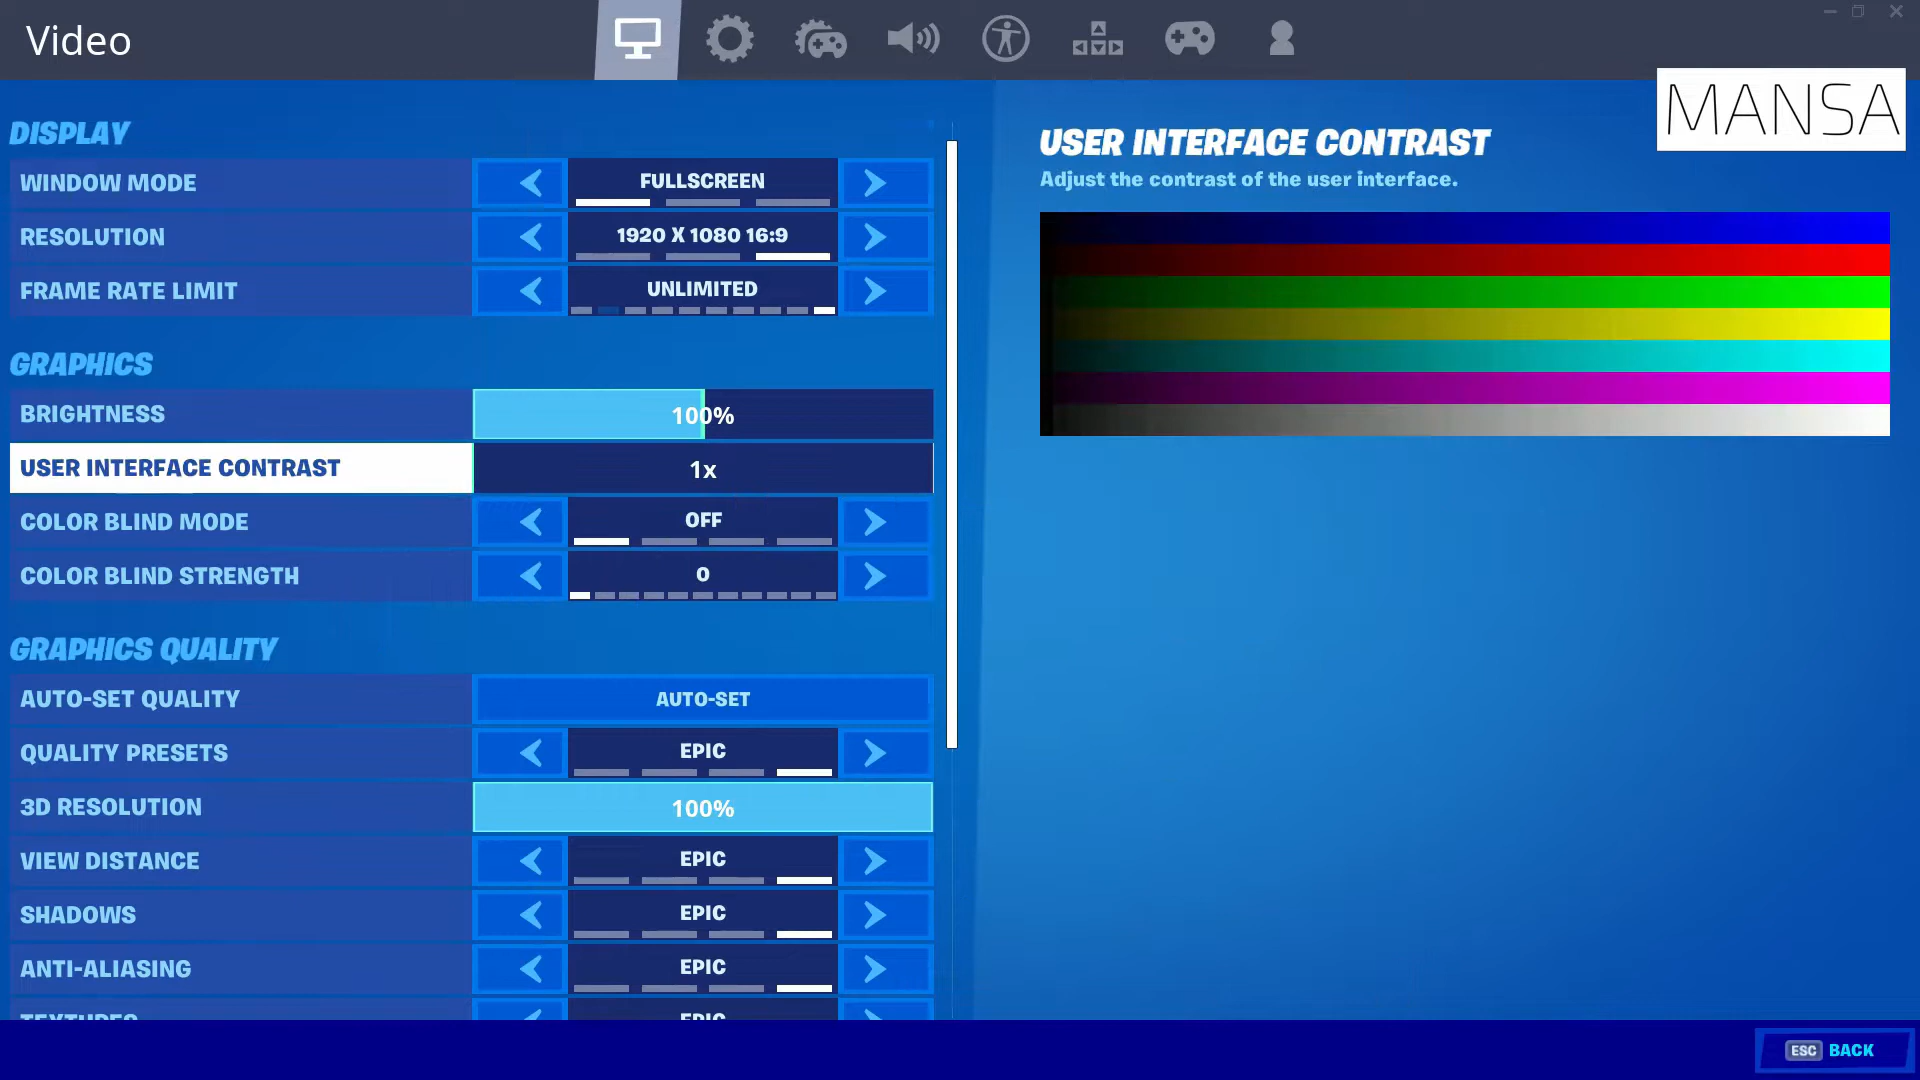 Video
MANSA
DISPLAY
WINDOW MODE
FULLSCREEN
RESOLUTION
1920 X 1080 16:9
FRAME RATE LIMIT
UNLIMITED
GRAPHICS
BRIGHTNESS
100%
USER INTERFACE CONTRAST
1x
COLOR BLIND MODE
OFF
COLOR BLIND STRENGTH
0
GRAPHICS QUALITY
AUTO-SET QUALITY
AUTO-SET
QUALITY PRESETS
EPIC
3D RESOLUTION
100%
VIEW DISTANCE
EPIC
SHADOWS
EPIC
ANTI-ALIASING
EPIC
TEXTURES
EPIC
USER INTERFACE CONTRAST
Adjust the contrast of the user interface.
ESC BACK